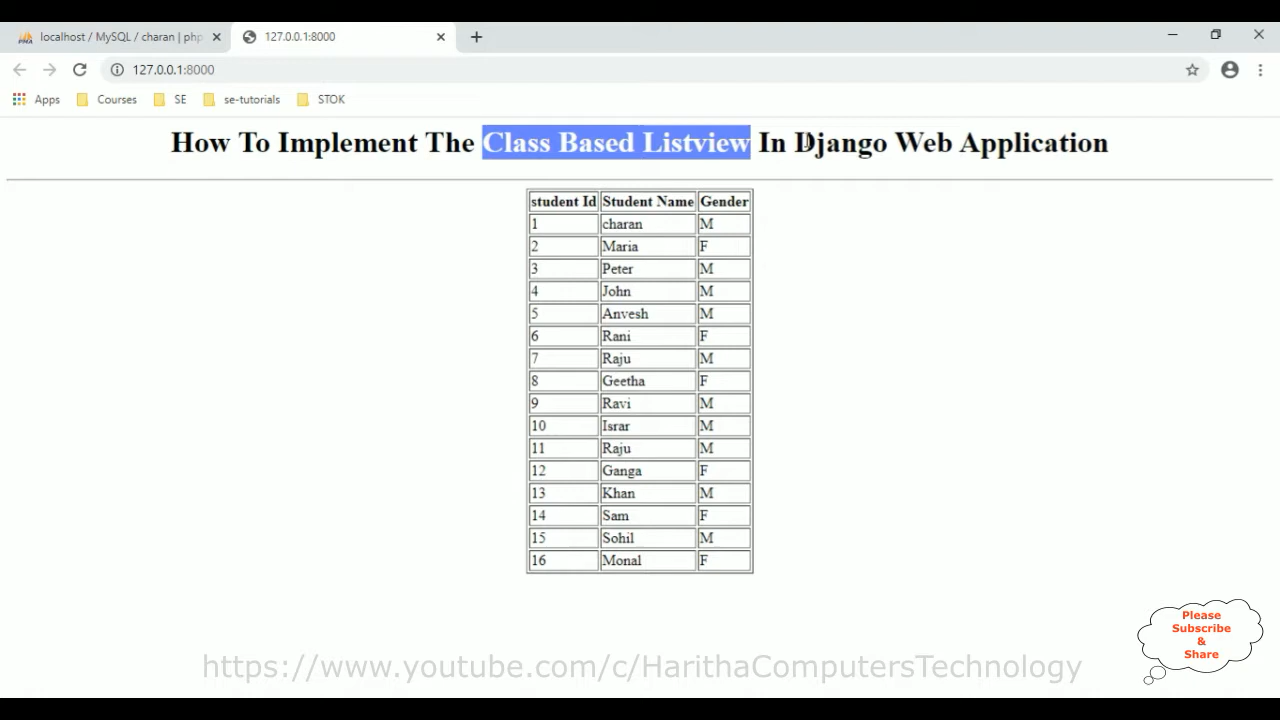 localhost / MySQL / charan | php
127.0.0.1:8000
127.0.0.1:8000
Apps Courses SE se-tutorials STOK
How To Implement The Class Based Listview In Django Web Application
student Id Student Name Gender
1 charan M
2 Maria F
3 Peter M
4 John M
5 Anvesh M
6 Rani F
7 Raju M
8 Geetha F
9 Ravi M
10 Israr M
11 Raju M
12 Ganga F
13 Khan M
14 Sam F
15 Sohil M
16 Monal F
Please
Subscribe
&
Share
https://www.youtube.com/c/HarithaComputersTechnology